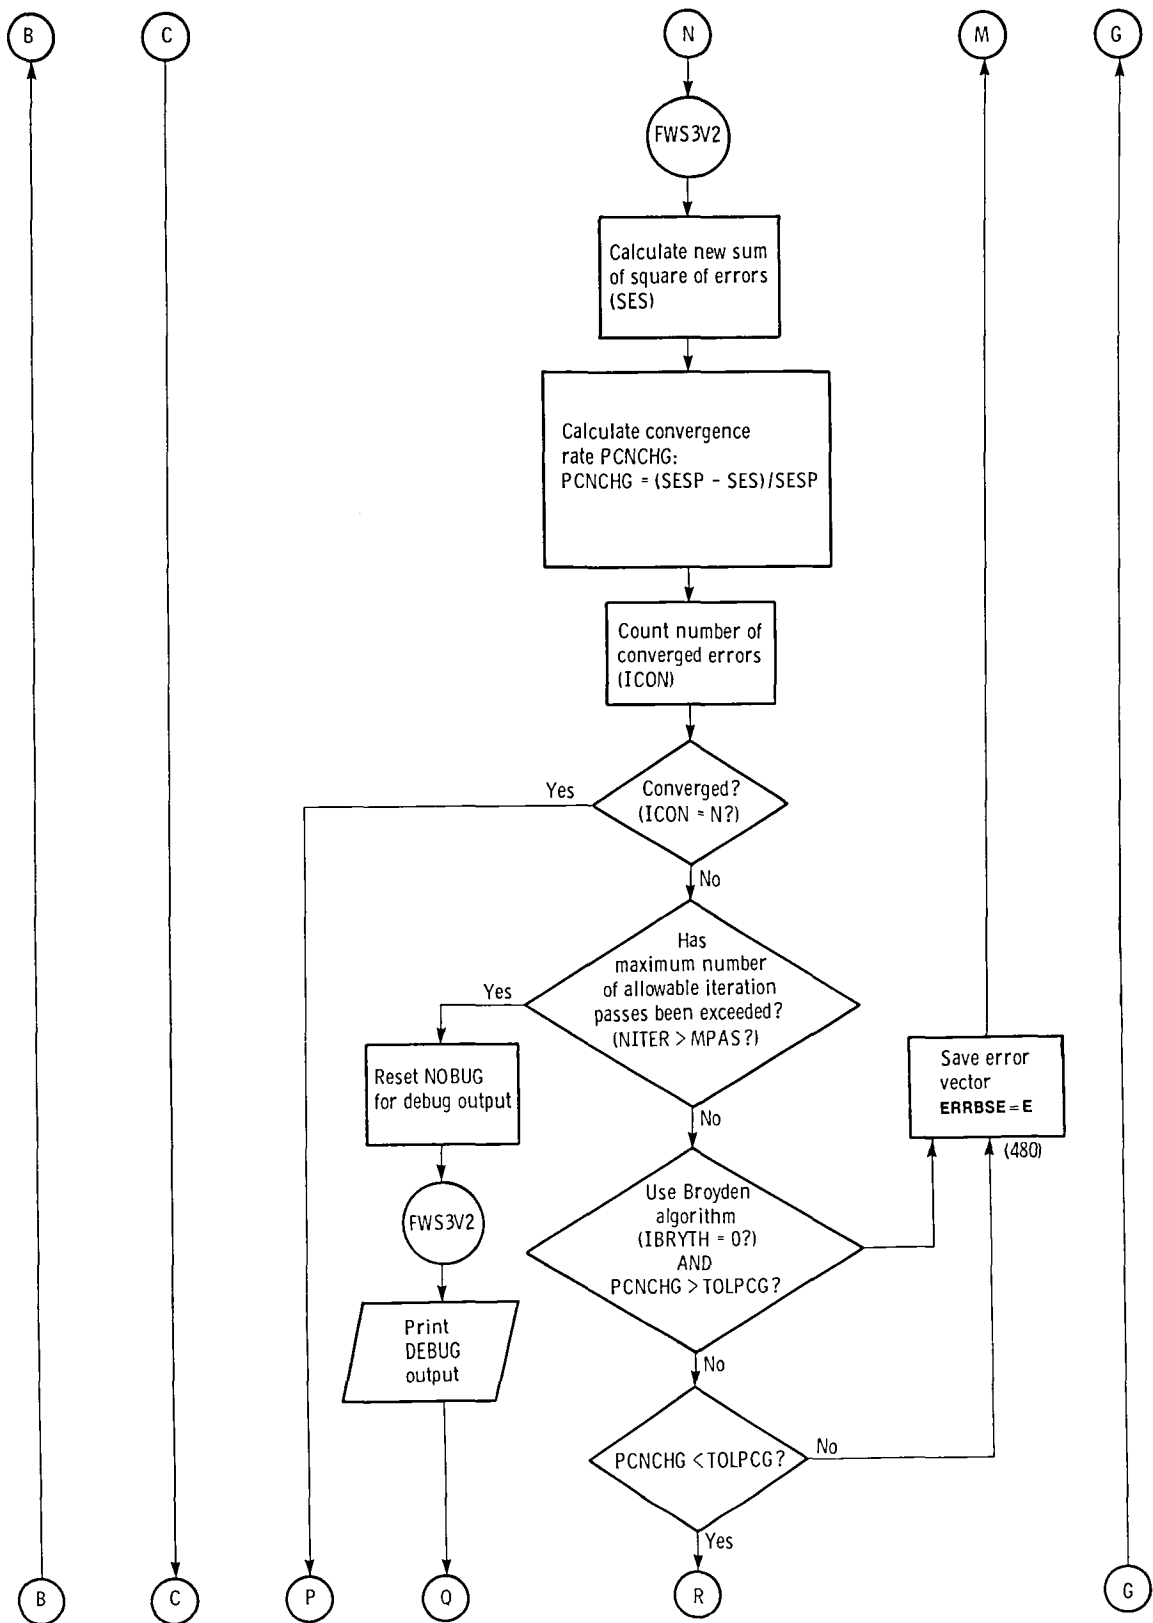 B
C
N
M
G
FWS3V2
Calculate new sum
of square of errors
(SES)
Calculate convergence
rate PCNCHG:
PCNCHG = (SESP - SES)/SESP
Count number of
converged errors
(ICON)
Yes
Converged?
(ICON = N?)
No
Has
maximum number
of allowable iteration
passes been exceeded?
(NITER > MPAS?)
Yes
No
Reset NOBUG
for debug output
Save error
vector
ERRBSE = E
(480)
FWS3V2
Use Broyden
algorithm
(IBRYTH = 0?)
AND
PCNCHG > TOLPCG?
No
Print
DEBUG
output
PCNCHG < TOLPCG?
No
Yes
B
C
P
Q
R
G